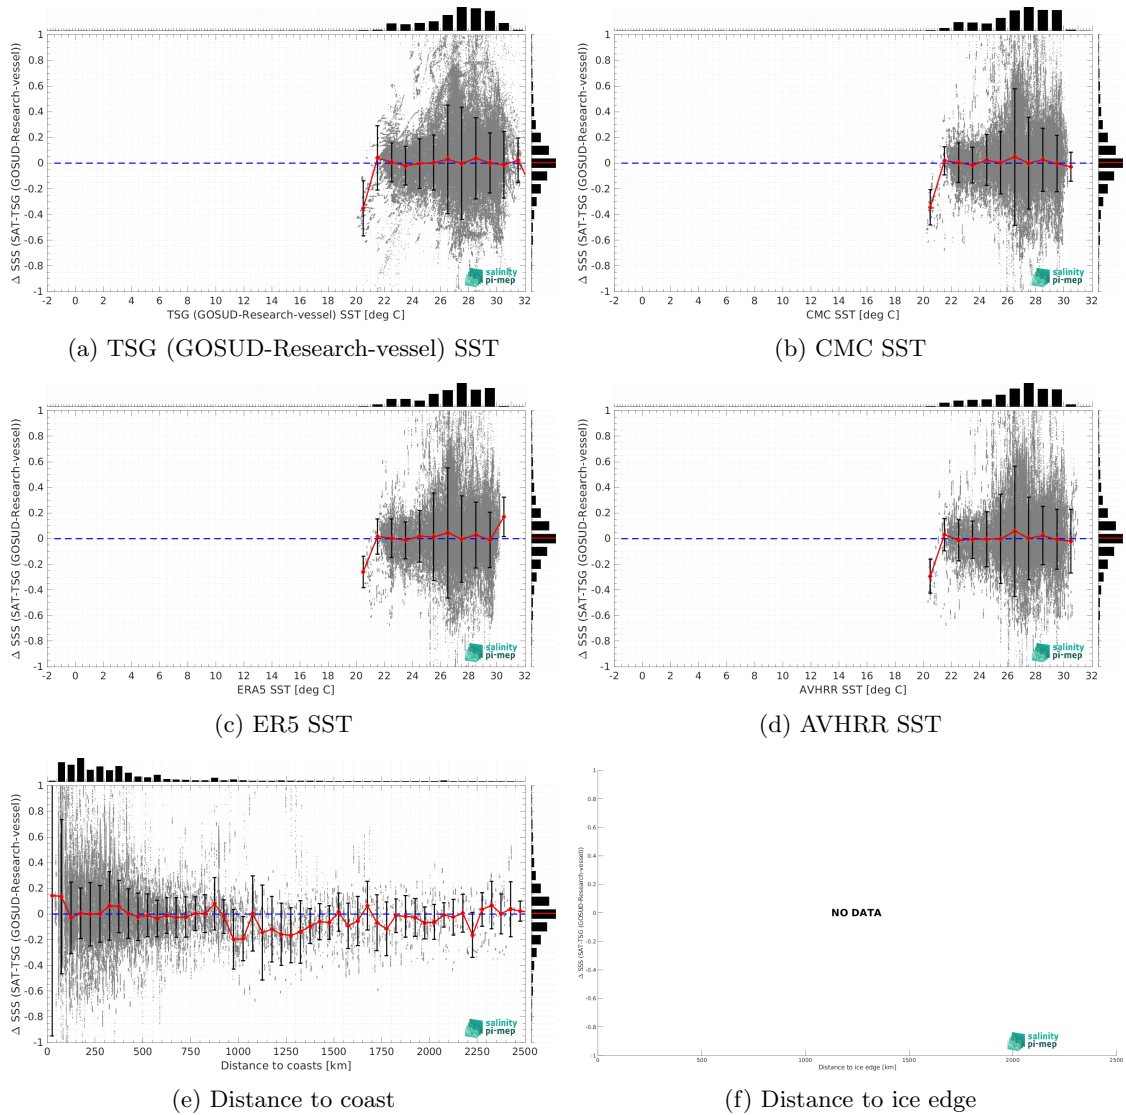 1
0.8
0.6
0.4
0.2
0
-0.2
-0.4
-0.6
-0.8
-1
Δ SSS (SAT-TSG (GOSUD-Research-vessel))
salinity
pi-mep
-2 0 2 4 6 8 10 12 14 16 18 20 22 24 26 28 30 32
TSG (GOSUD-Research-vessel) SST [deg C]
(a) TSG (GOSUD-Research-vessel) SST
1
0.8
0.6
0.4
0.2
0
-0.2
-0.4
-0.6
-0.8
-1
Δ SSS (SAT-TSG (GOSUD-Research-vessel))
salinity
pi-mep
-2 0 2 4 6 8 10 12 14 16 18 20 22 24 26 28 30 32
CMC SST [deg C]
(b) CMC SST
1
0.8
0.6
0.4
0.2
0
-0.2
-0.4
-0.6
-0.8
-1
Δ SSS (SAT-TSG (GOSUD-Research-vessel))
salinity
pi-mep
-2 0 2 4 6 8 10 12 14 16 18 20 22 24 26 28 30 32
ERA5 SST [deg C]
(c) ER5 SST
1
0.8
0.6
0.4
0.2
0
-0.2
-0.4
-0.6
-0.8
-1
Δ SSS (SAT-TSG (GOSUD-Research-vessel))
salinity
pi-mep
-2 0 2 4 6 8 10 12 14 16 18 20 22 24 26 28 30 32
AVHRR SST [deg C]
(d) AVHRR SST
1
0.8
0.6
0.4
0.2
0
-0.2
-0.4
-0.6
-0.8
-1
Δ SSS (SAT-TSG (GOSUD-Research-vessel))
salinity
pi-mep
0 250 500 750 1000 1250 1500 1750 2000 2250 2500
Distance to coasts [km]
(e) Distance to coast
1
0.8
0.6
0.4
0.2
0
-0.2
-0.4
-0.6
-0.8
-1
Δ SSS (SAT-TSG (GOSUD-Research-vessel))
NO DATA
salinity
pi-mep
0 500 1000 1500 2000 2500
Distance to ice edge [km]
(f) Distance to ice edge